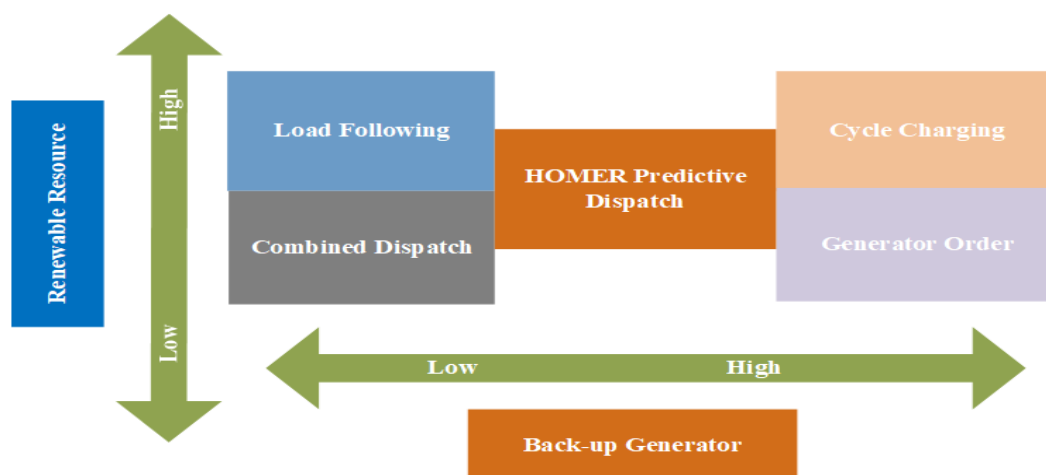 Renewable Resource
High
Low
Load Following
Combined Dispatch
HOMER Predictive
Dispatch
Cycle Charging
Generator Order
Low
High
Back-up Generator